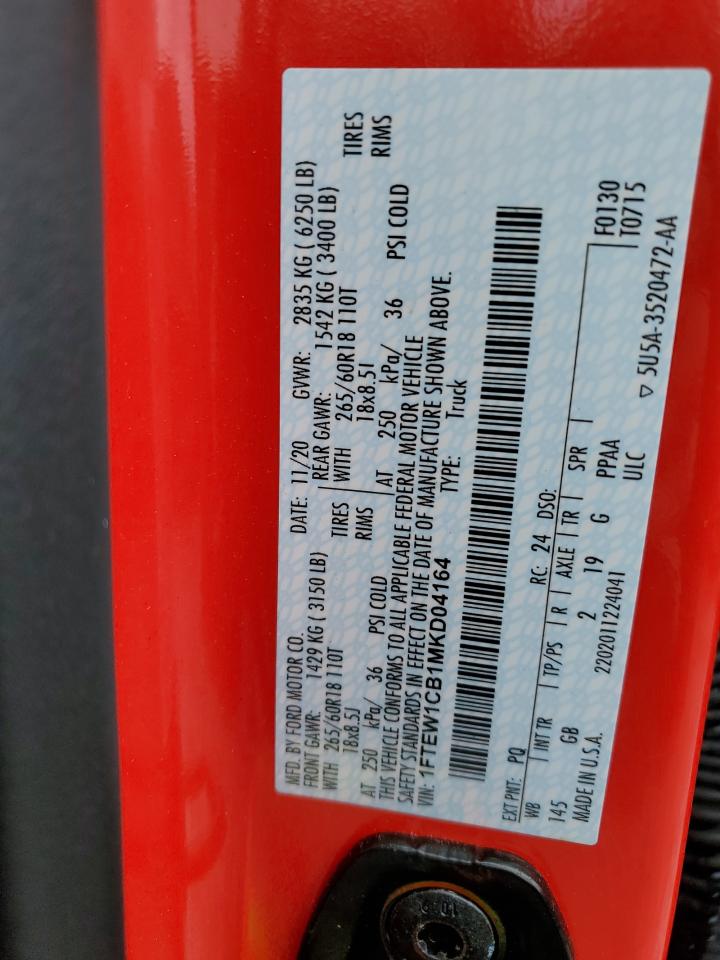 MFD. BY FORD MOTOR CO.
DATE: 11/20 GVWR: 2835 KG ( 6250 LB)
FRONT GAWR: 1429 KG ( 3150 LB) REAR GAWR: 1542 KG ( 3400 LB)
WITH 265/60R18 110T TIRES WITH 265/60R18 110T TIRES
18x8.5J RIMS 18x8.5J RIMS
AT 250 kPa/ 36 PSI COLD AT 250 kPa/ 36 PSI COLD
THIS VEHICLE CONFORMS TO ALL APPLICABLE FEDERAL MOTOR VEHICLE
SAFETY STANDARDS IN EFFECT ON THE DATE OF MANUFACTURE SHOWN ABOVE.
VIN: 1FTEW1CB1MKD04164 TYPE: Truck
EXT PNT: PQ RC: 24 DSO:
WB INT TR TP/PS R AXLE TR SPR F0130
145 GB 2 19 G PPAA T0715
MADE IN U.S.A. 2202011224041 ULC
▽ 5U5A-3520472-AA